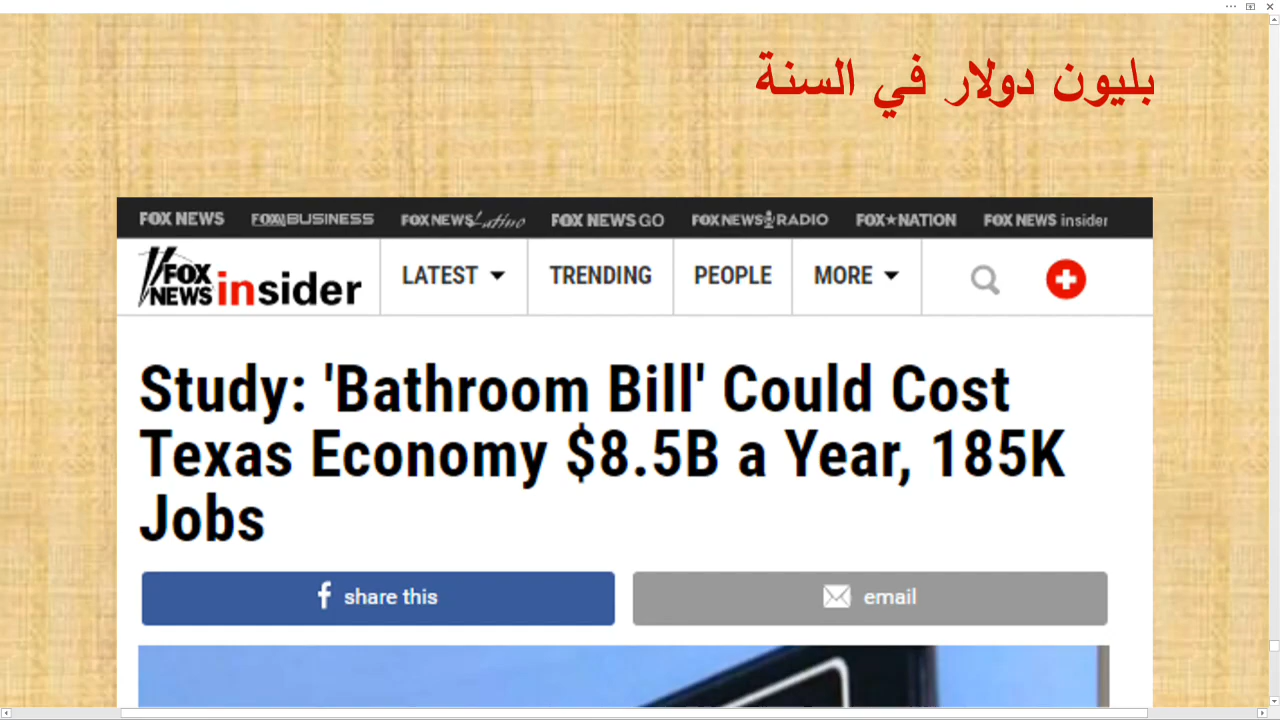 بليون دولار في السنة
FOX NEWS FOX BUSINESS FOX NEWS Latino FOX NEWS GO FOX NEWS RADIO FOX★NATION FOX NEWS insider
FOX NEWS insider LATEST TRENDING PEOPLE MORE
Study: 'Bathroom Bill' Could Cost
Texas Economy $8.5B a Year, 185K
Jobs
share this email